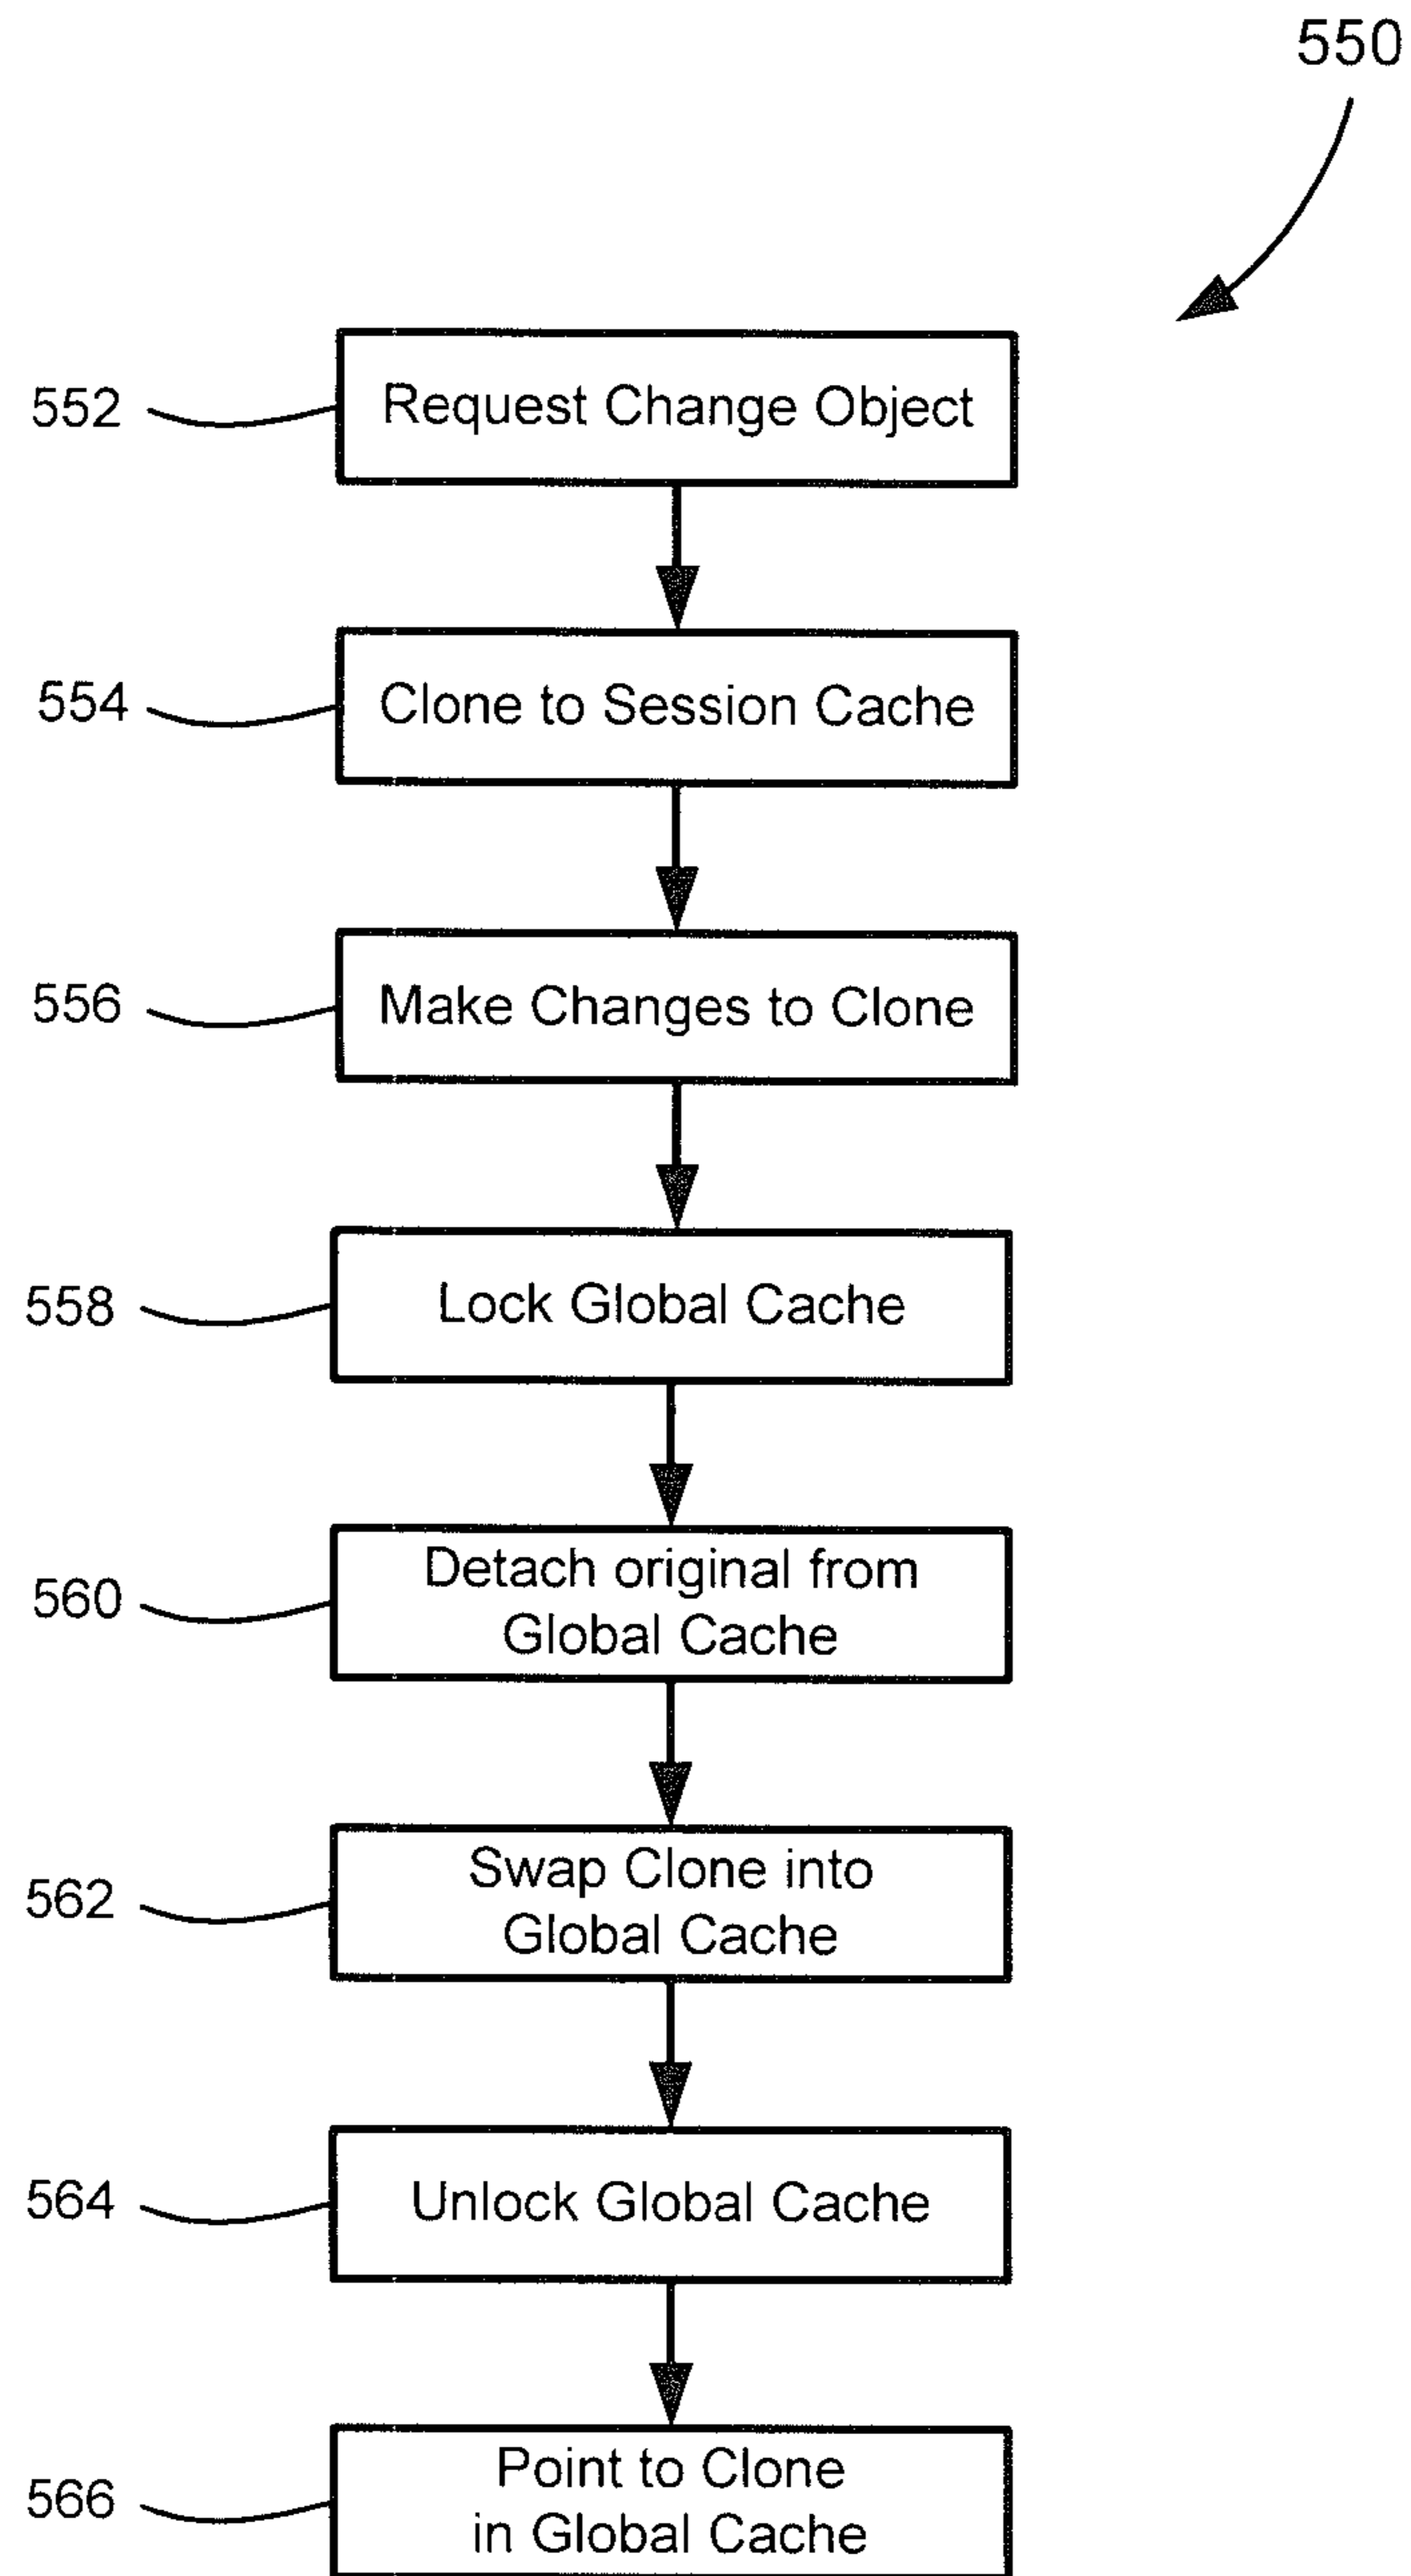 550
552
Request Change Object
554
Clone to Session Cache
556
Make Changes to Clone
558
Lock Global Cache
560
Detach original from
Global Cache
562
Swap Clone into
Global Cache
564
Unlock Global Cache
566
Point to Clone
in Global Cache